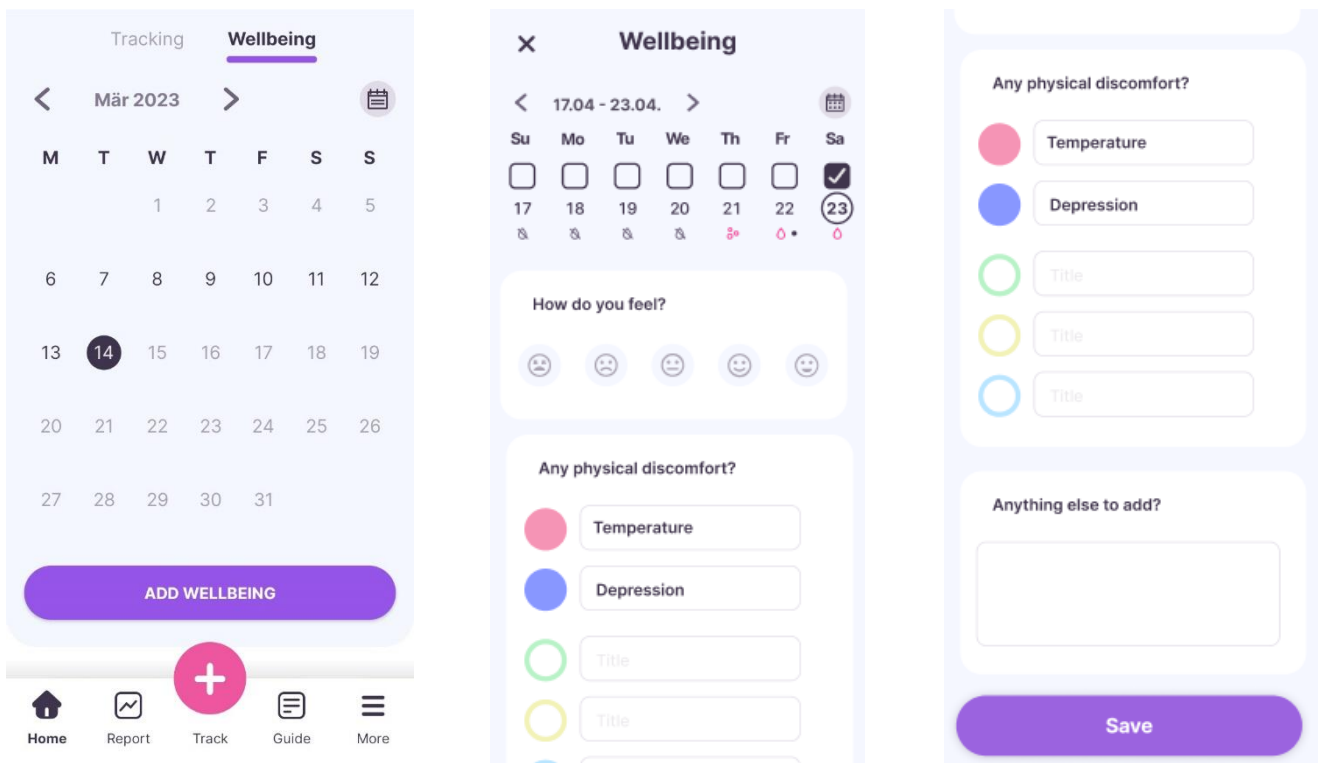 Tracking Wellbeing
Mär 2023
M T W T F S S
1 2 3 4 5
6 7 8 9 10 11 12
13 14 15 16 17 18 19
20 21 22 23 24 25 26
27 28 29 30 31
ADD WELLBEING
Home Report Track Guide More
Wellbeing
17.04 - 23.04.
Su Mo Tu We Th Fr Sa
17 18 19 20 21 22 23
How do you feel?
Any physical discomfort?
Temperature
Depression
Title
Title
Any physical discomfort?
Temperature
Depression
Title
Title
Title
Anything else to add?
Save